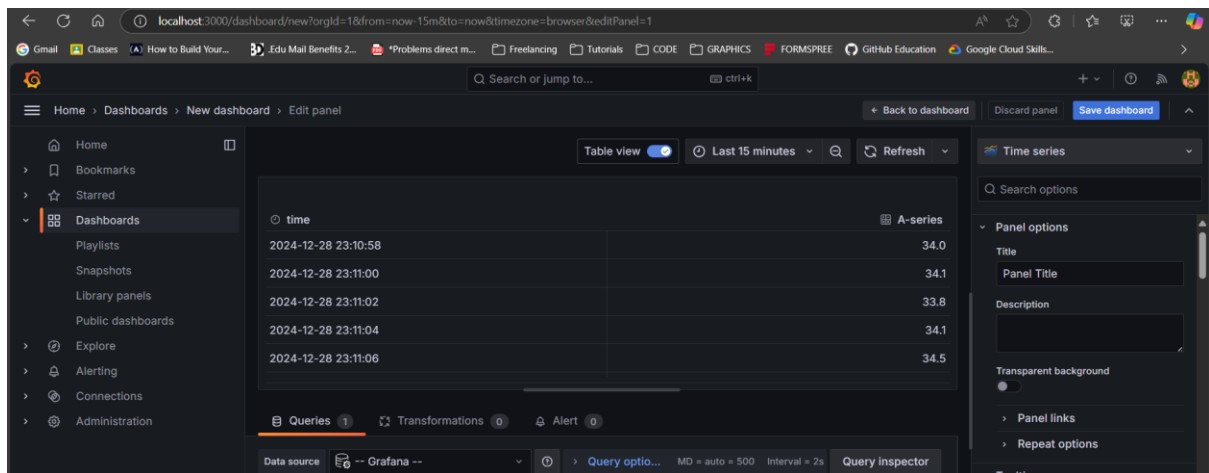 localhost:3000/dashboard/new?orgId=1&from=now-15m&to=now&timezone=browser&editPanel=1
Gmail Classes How to Build Your... .Edu Mail Benefits 2... *Problems direct m... Freelancing Tutorials CODE GRAPHICS FORMSPREE GitHub Education Google Cloud Skills...
Search or jump to... ctrl+k
Home › Dashboards › New dashboard › Edit panel
Back to dashboard Discard panel Save dashboard
Home
Bookmarks
Starred
Dashboards
Playlists
Snapshots
Library panels
Public dashboards
Explore
Alerting
Connections
Administration
Table view Last 15 minutes Refresh
time A-series
2024-12-28 23:10:58 34.0
2024-12-28 23:11:00 34.1
2024-12-28 23:11:02 33.8
2024-12-28 23:11:04 34.1
2024-12-28 23:11:06 34.5
Queries 1 Transformations 0 Alert 0
Data source -- Grafana -- Query optio... MD = auto = 500 Interval = 2s Query inspector
Time series
Search options
Panel options
Title
Panel Title
Description
Transparent background
Panel links
Repeat options